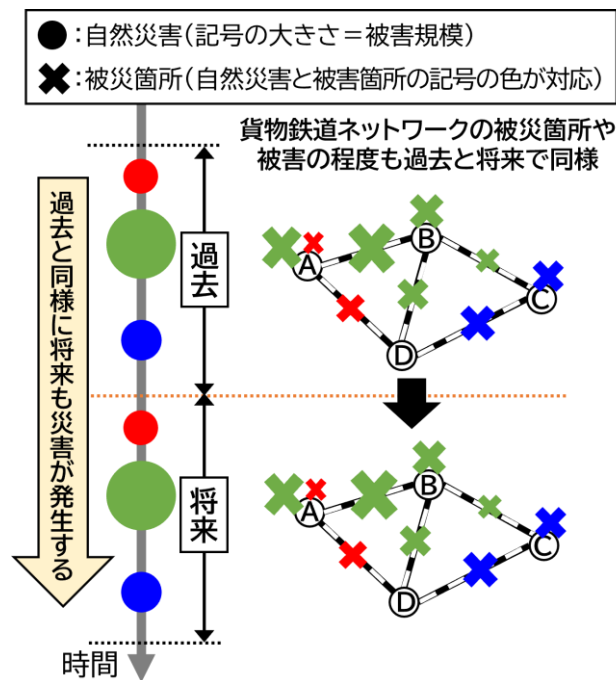 ●:自然災害(記号の大きさ=被害規模)
✖:被災箇所(自然災害と被害箇所の記号の色が対応)
貨物鉄道ネットワークの被災箇所や
被害の程度も過去と将来で同様
過去と同様に将来も災害が発生する
過去
A
B
C
D
将来
A
B
C
D
時間